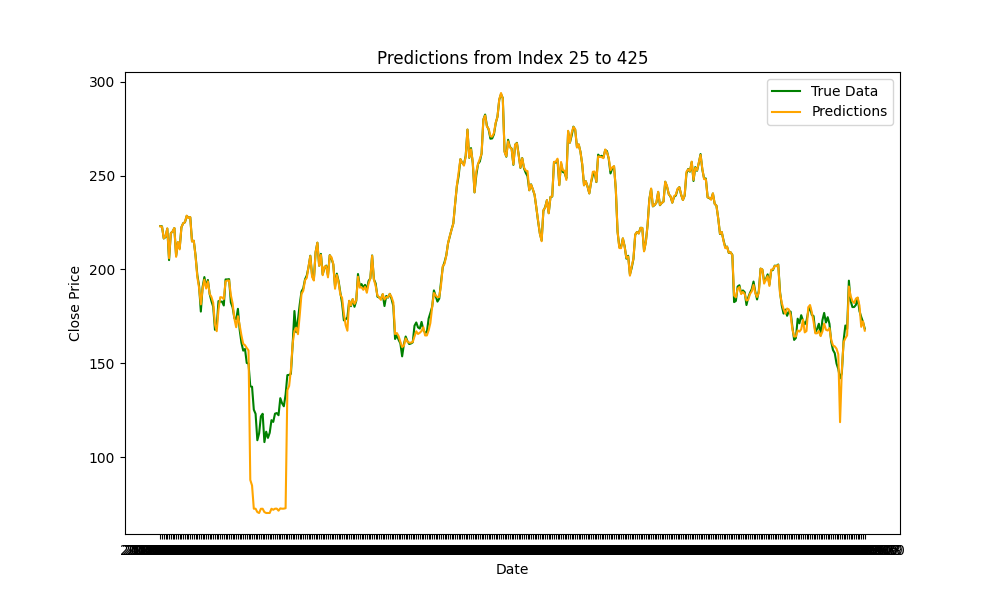 Predictions from Index 25 to 425
300
250
200
150
100
Close Price
True Data
Predictions
Date